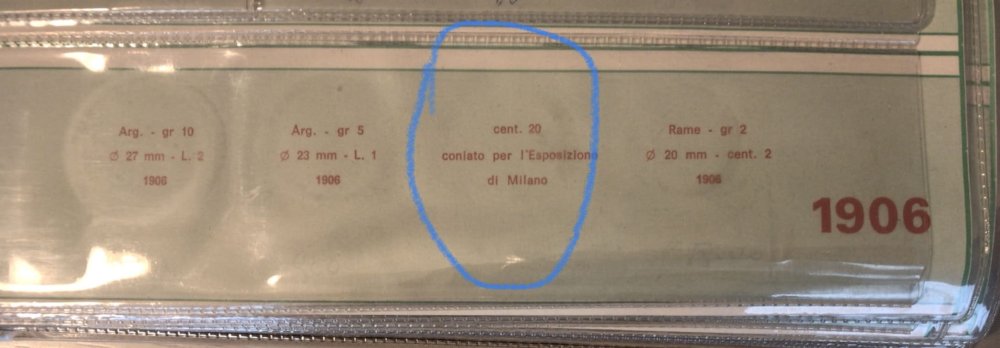 Arg. - gr 10
Ø 27 mm - L. 2
1906
Arg. - gr 5
Ø 23 mm - L. 1
1906
cent. 20
coniato per l'Esposizione
di Milano
Rame - gr 2
Ø 20 mm - cent. 2
1906
1906